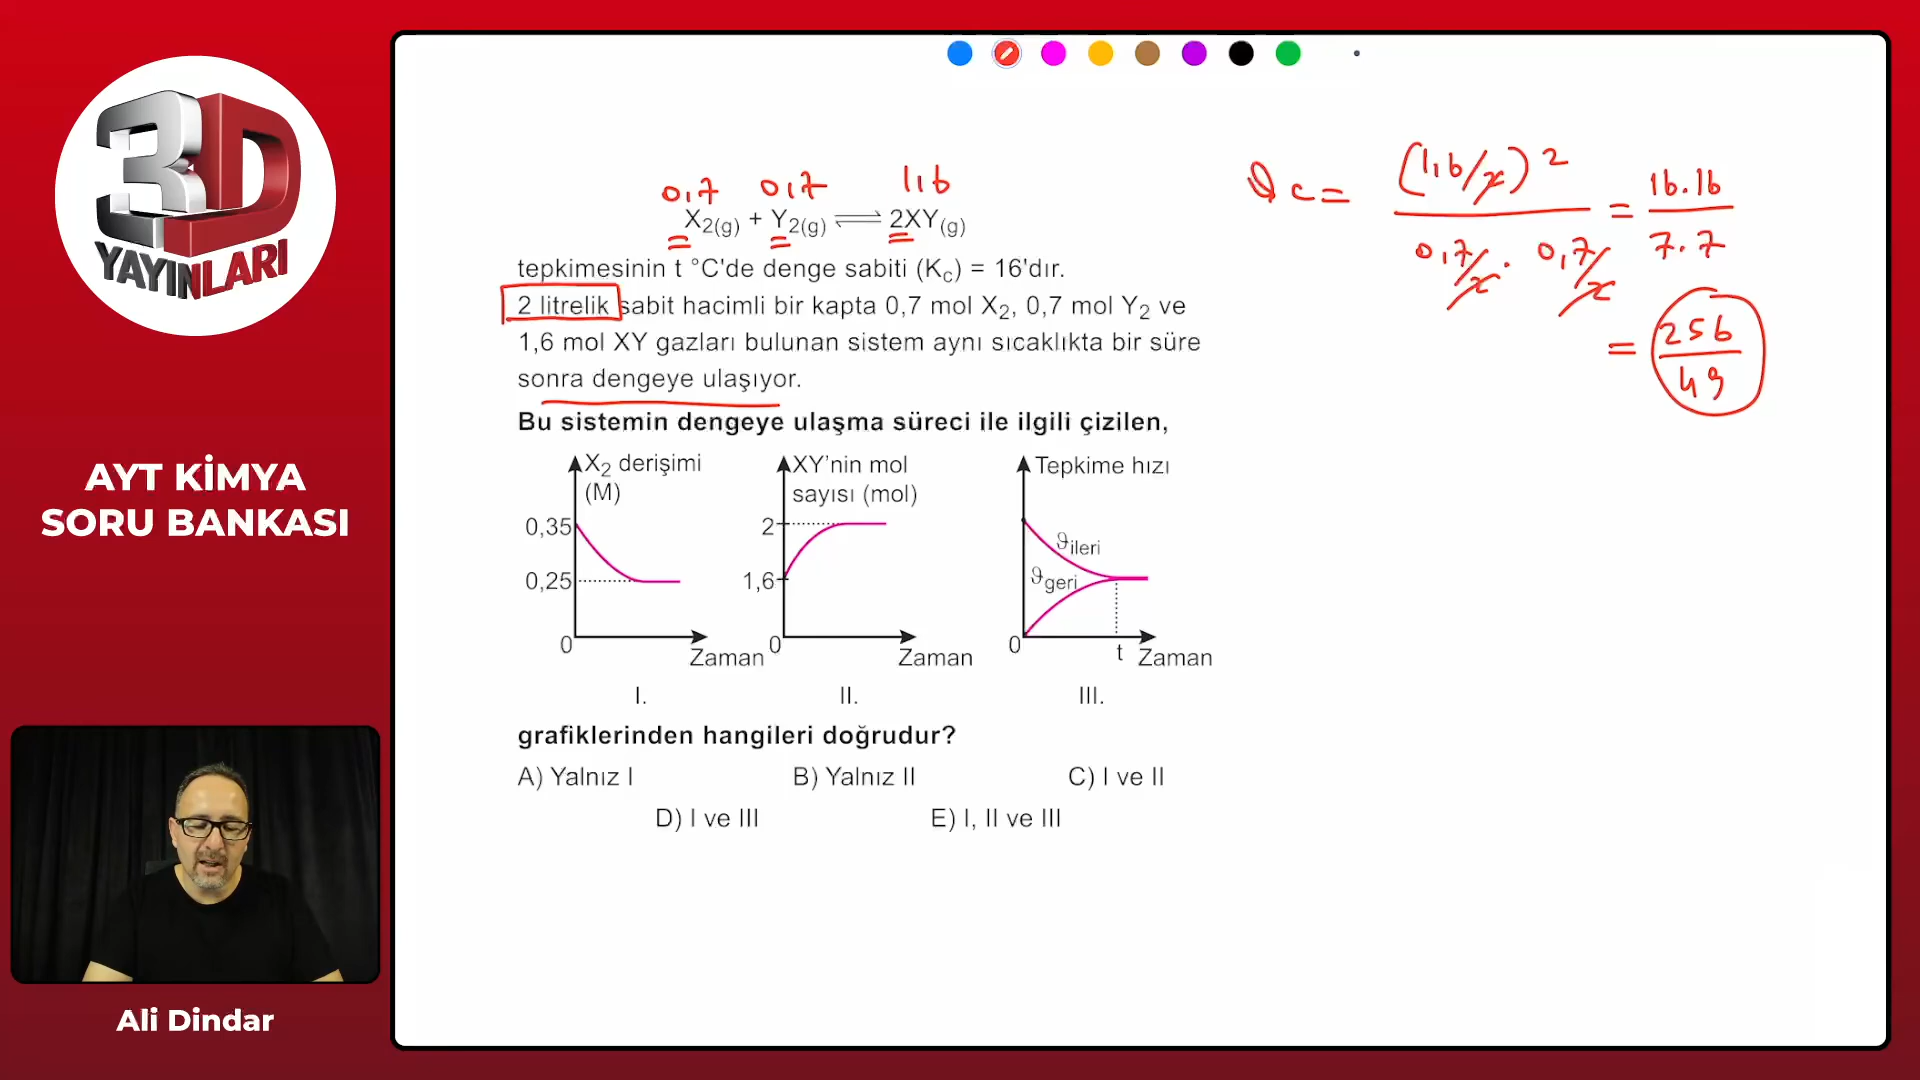 3D
YAYINLARI
AYT KİMYA
SORU BANKASI
Ali Dindar
0,7 0,7 1,6
X2(g) + Y2(g) ⇌ 2XY(g)
tepkimesinin t °C'de denge sabiti (Kc) = 16'dır.
2 litrelik sabit hacimli bir kapta 0,7 mol X2, 0,7 mol Y2 ve
1,6 mol XY gazları bulunan sistem aynı sıcaklıkta bir süre
sonra dengeye ulaşıyor.
Bu sistemin dengeye ulaşma süreci ile ilgili çizilen,
X2 derişimi
(M)
0,35
0,25
0
Zaman
I.
XY'nin mol
sayısı (mol)
2
1,6
0
Zaman
II.
Tepkime hızı
ϑileri
ϑgeri
0
t Zaman
III.
grafiklerinden hangileri doğrudur?
A) Yalnız I B) Yalnız II C) I ve II
D) I ve III E) I, II ve III
(1,6/2)2 16.16
Qc = =
0,7/2 . 0,7/2 7.7
= 256
49